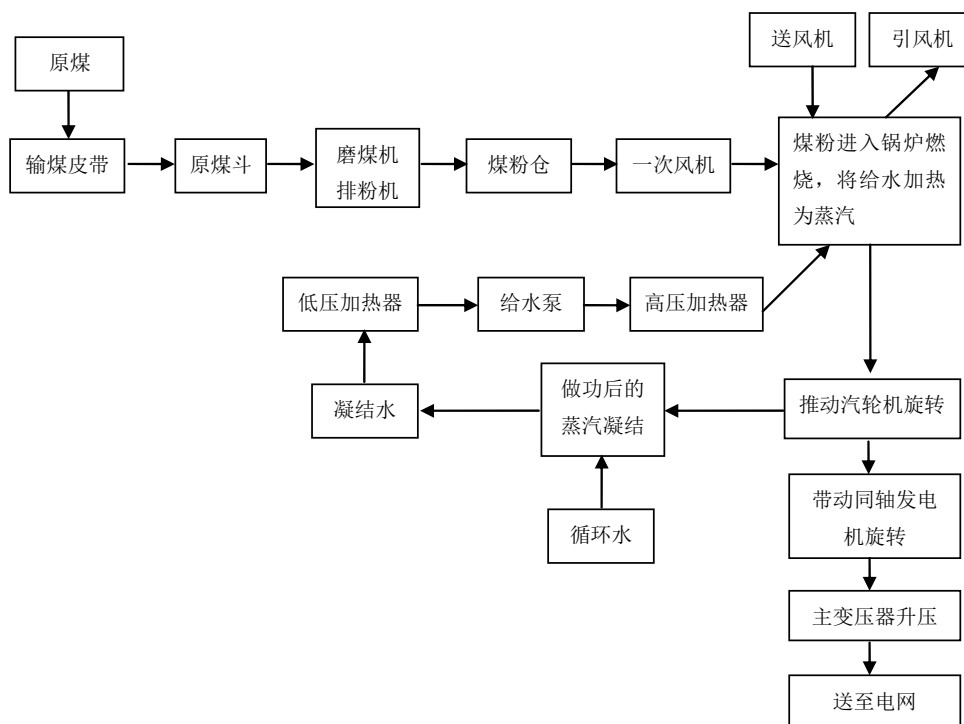 送风机
引风机
原煤
输煤皮带
原煤斗
磨煤机
排粉机
煤粉仓
一次风机
煤粉进入锅炉燃
烧，将给水加热
为蒸汽
低压加热器
给水泵
高压加热器
凝结水
做功后的
蒸汽凝结
推动汽轮机旋转
循环水
带动同轴发电
机旋转
主变压器升压
送至电网